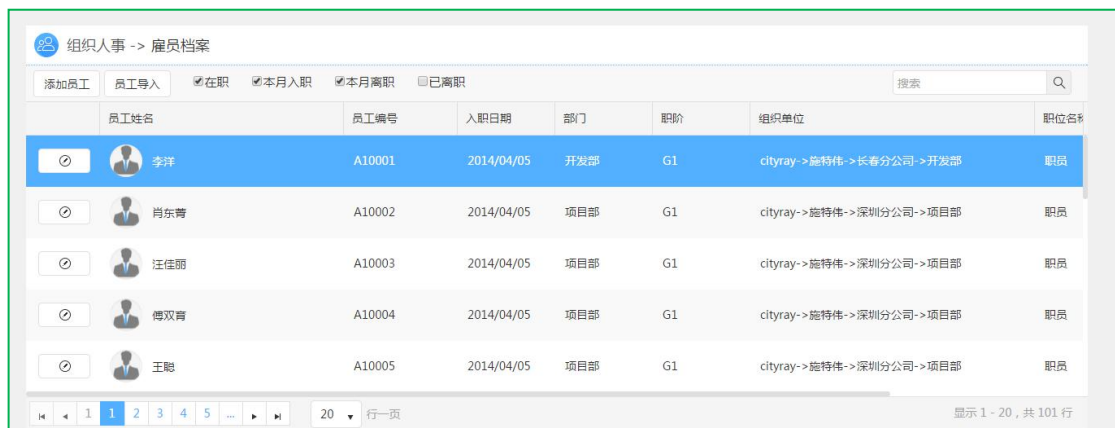 组织人事 -> 雇员档案
添加员工 员工导入 在职 本月入职 本月离职 已离职 搜索
员工姓名 员工编号 入职日期 部门 职阶 组织单位 职位名称
李洋 A10001 2014/04/05 开发部 G1 cityray->施特伟->长春分公司->开发部 职员
肖东菁 A10002 2014/04/05 项目部 G1 cityray->施特伟->深圳分公司->项目部 职员
汪佳丽 A10003 2014/04/05 项目部 G1 cityray->施特伟->深圳分公司->项目部 职员
傅双育 A10004 2014/04/05 项目部 G1 cityray->施特伟->深圳分公司->项目部 职员
王聪 A10005 2014/04/05 项目部 G1 cityray->施特伟->深圳分公司->项目部 职员
1 1 2 3 4 5 ... 20 行一页 显示 1 - 20 , 共 101 行